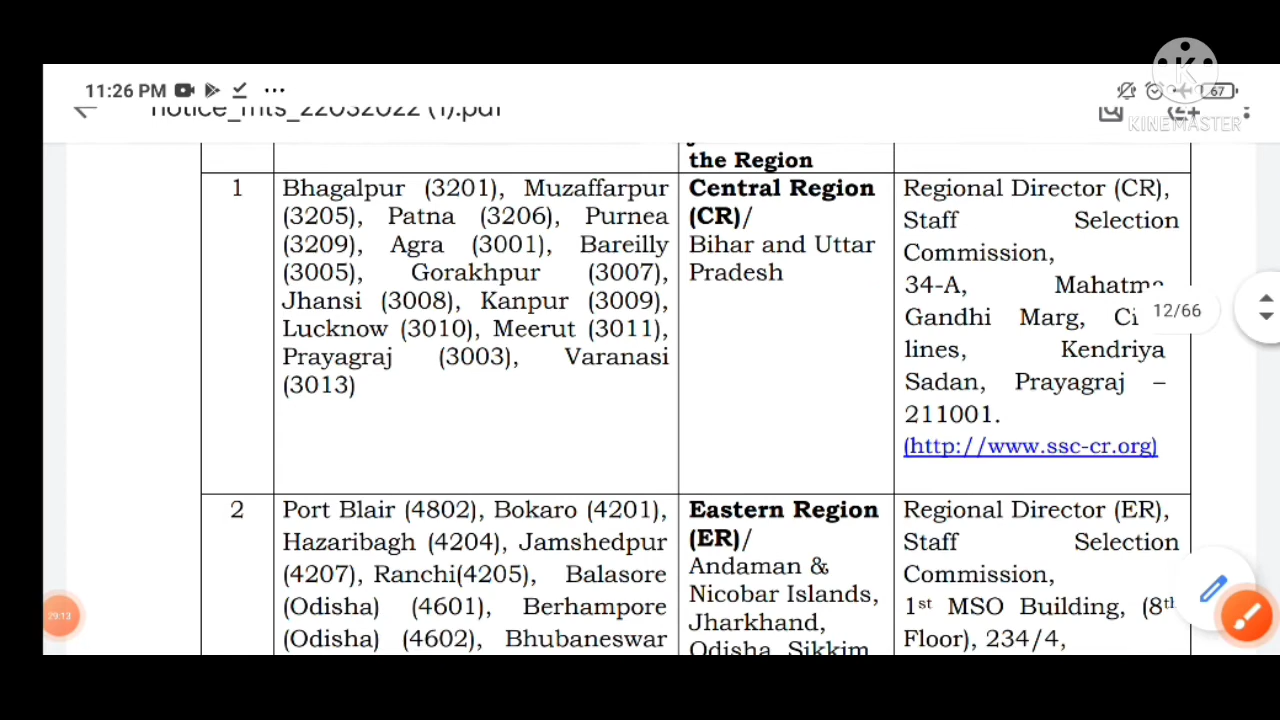 11:26 PM
67
KINEMASTER
the Region
1
Bhagalpur (3201), Muzaffarpur
(3205), Patna (3206), Purnea
(3209), Agra (3001), Bareilly
(3005), Gorakhpur (3007),
Jhansi (3008), Kanpur (3009),
Lucknow (3010), Meerut (3011),
Prayagraj (3003), Varanasi
(3013)
Central Region
(CR)/
Bihar and Uttar
Pradesh
Regional Director (CR),
Staff Selection
Commission,
34-A,
Gandhi Marg,
lines, Kendriya
Sadan, Prayagraj –
211001.
(http://www.ssc-cr.org)
12/66
2
Port Blair (4802), Bokaro (4201),
Hazaribagh (4204), Jamshedpur
(4207), Ranchi(4205), Balasore
(Odisha) (4601), Berhampore
(Odisha) (4602), Bhubaneswar
Eastern Region
(ER)/
Andaman &
Nicobar Islands,
Jharkhand,
Odisha, Sikkim
Regional Director (ER),
Staff Selection
Commission,
1st MSO Building, (8th
Floor), 234/4,
29:13